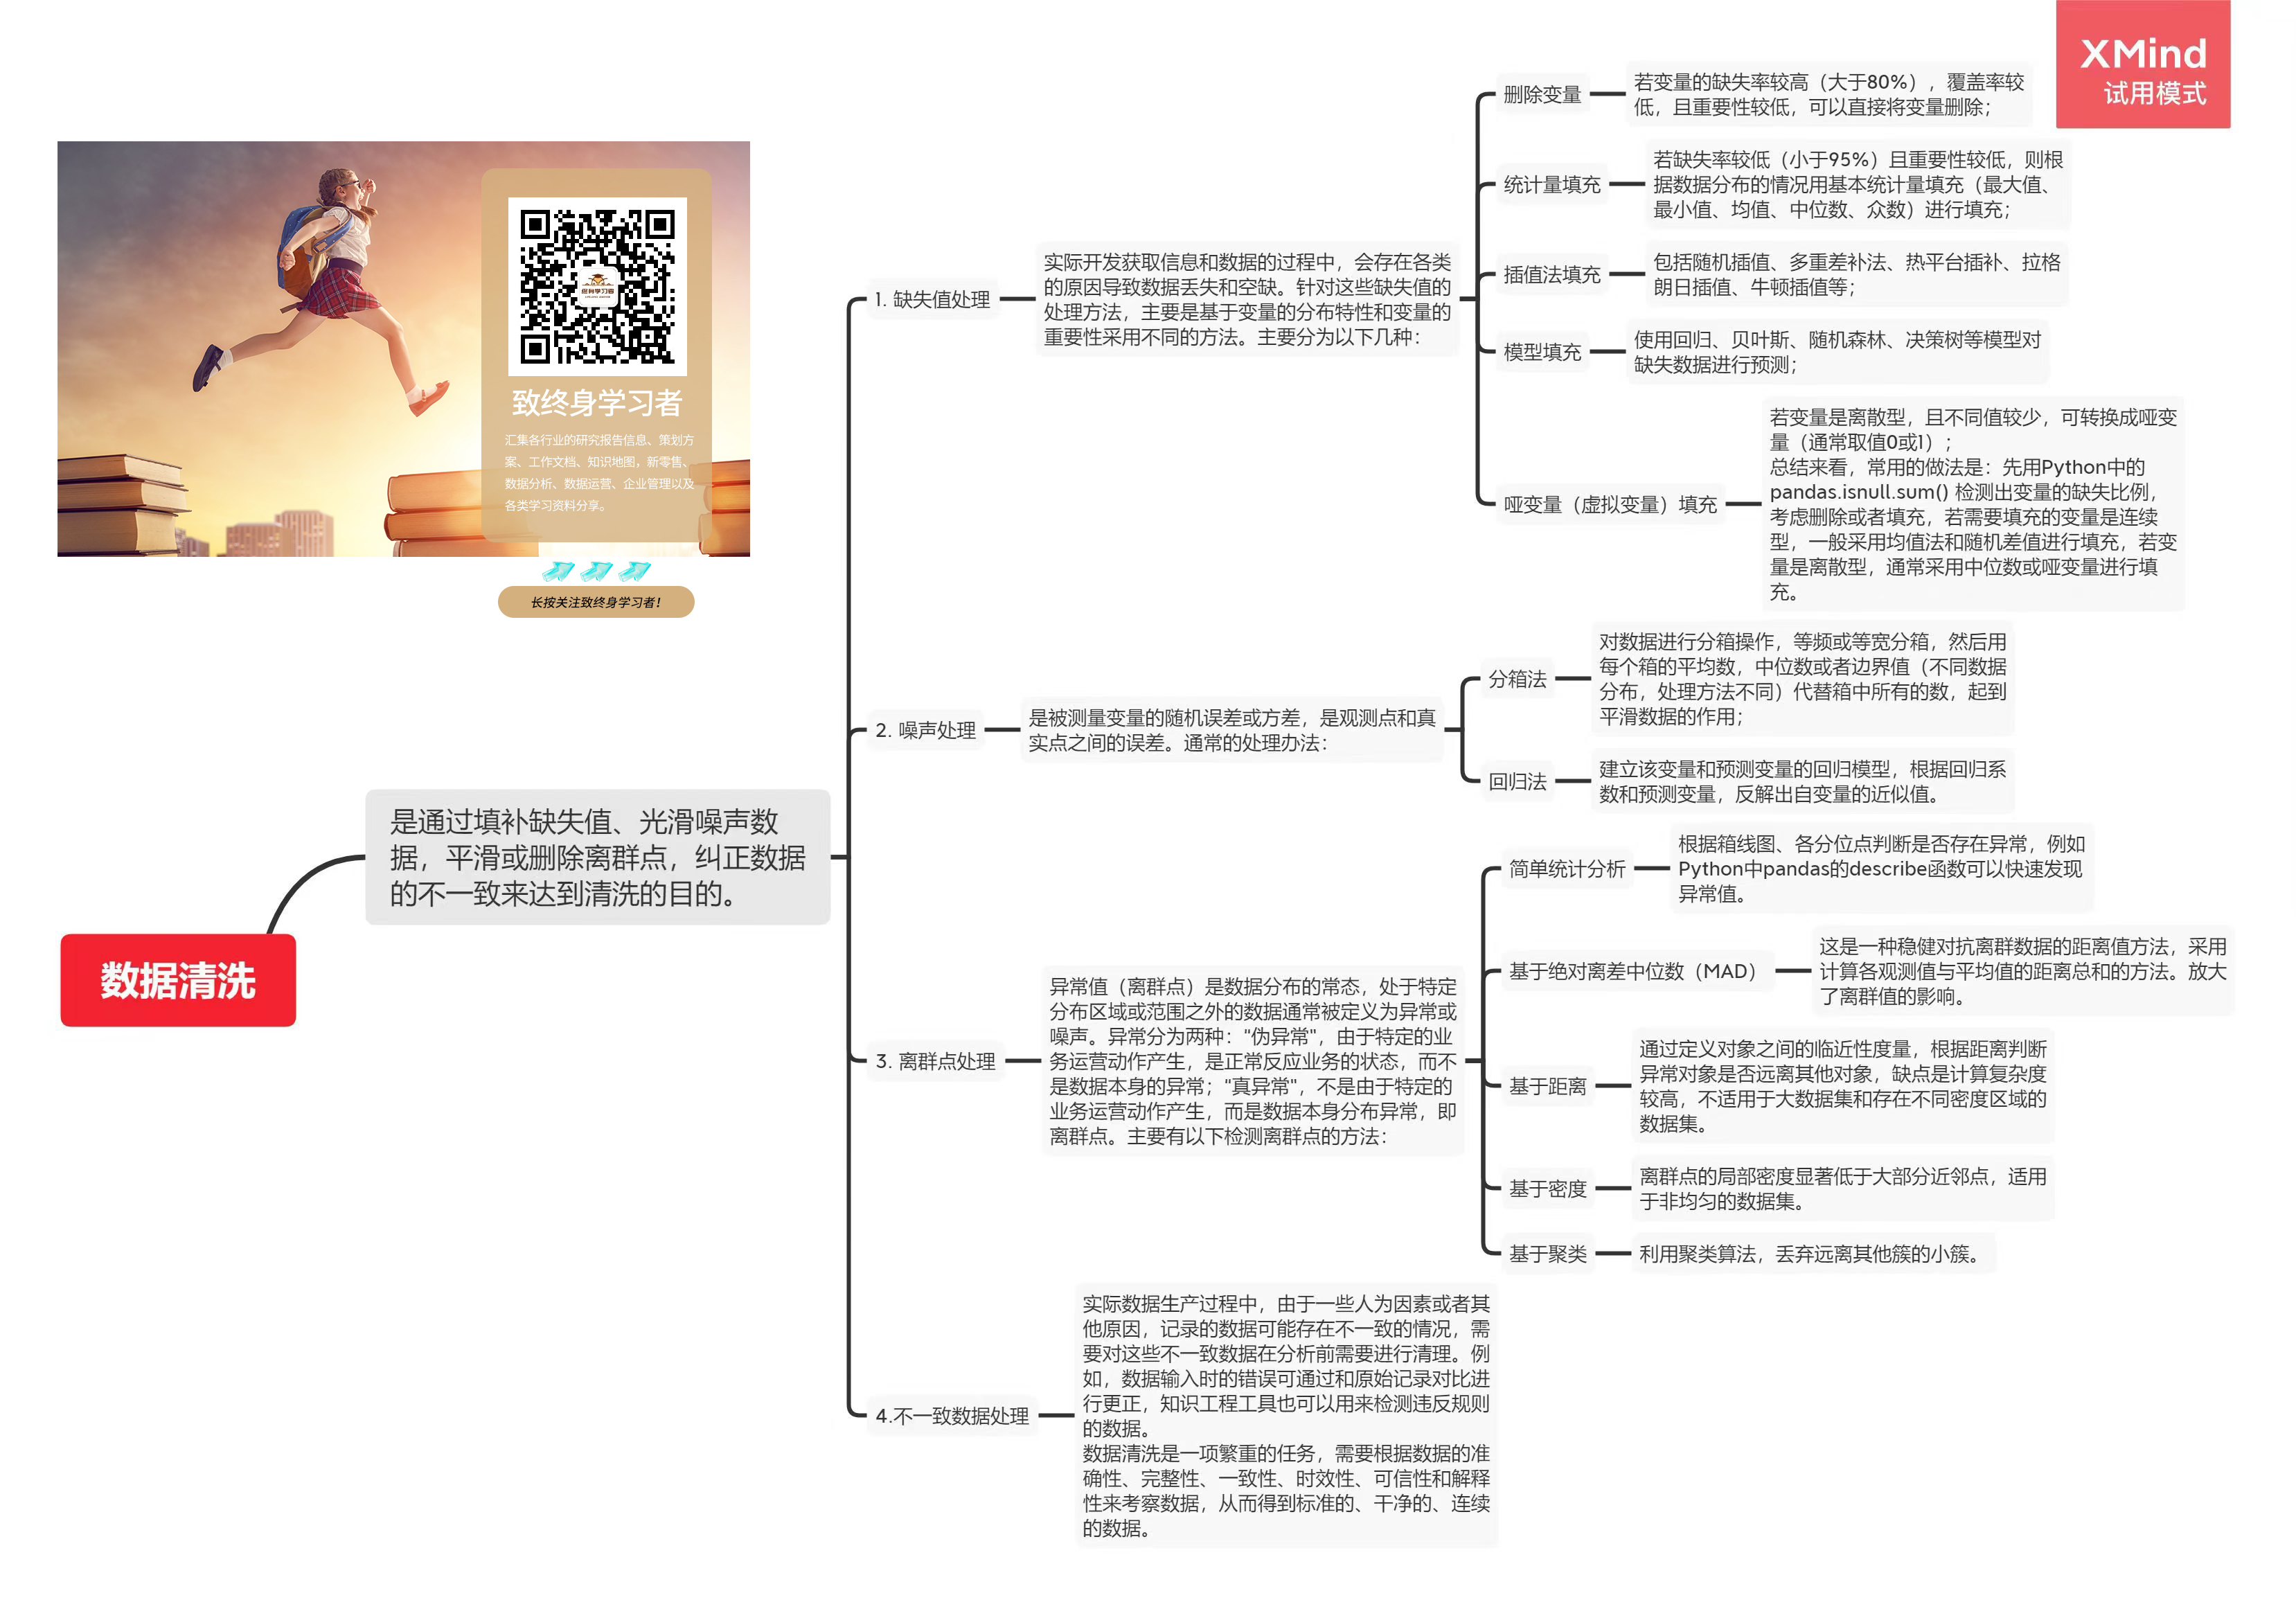 XMind
试用模式
致终身学习者
汇集各行业的研究报告信息、策划方
案、工作文档、知识地图，新零售、
数据分析、数据运营、企业管理以及
各类学习资料分享。
长按关注致终身学习者！
数据清洗
是通过填补缺失值、光滑噪声数
据，平滑或删除离群点，纠正数据
的不一致来达到清洗的目的。
1. 缺失值处理
实际开发获取信息和数据的过程中，会存在各类
的原因导致数据丢失和空缺。针对这些缺失值的
处理方法，主要是基于变量的分布特性和变量的
重要性采用不同的方法。主要分为以下几种：
删除变量
若变量的缺失率较高（大于80%），覆盖率较
低，且重要性较低，可以直接将变量删除；
统计量填充
若缺失率较低（小于95%）且重要性较低，则根
据数据分布的情况用基本统计量填充（最大值、
最小值、均值、中位数、众数）进行填充；
插值法填充
包括随机插值、多重差补法、热平台插补、拉格
朗日插值、牛顿插值等；
模型填充
使用回归、贝叶斯、随机森林、决策树等模型对
缺失数据进行预测；
哑变量（虚拟变量）填充
若变量是离散型，且不同值较少，可转换成哑变
量（通常取值0或1）；
总结来看，常用的做法是：先用Python中的
pandas.isnull.sum() 检测出变量的缺失比例，
考虑删除或者填充，若需要填充的变量是连续
型，一般采用均值法和随机差值进行填充，若变
量是离散型，通常采用中位数或哑变量进行填
充。
2. 噪声处理
是被测量变量的随机误差或方差，是观测点和真
实点之间的误差。通常的处理办法：
分箱法
对数据进行分箱操作，等频或等宽分箱，然后用
每个箱的平均数，中位数或者边界值（不同数据
分布，处理方法不同）代替箱中所有的数，起到
平滑数据的作用；
回归法
建立该变量和预测变量的回归模型，根据回归系
数和预测变量，反解出自变量的近似值。
3. 离群点处理
异常值（离群点）是数据分布的常态，处于特定
分布区域或范围之外的数据通常被定义为异常或
噪声。异常分为两种："伪异常"，由于特定的业
务运营动作产生，是正常反应业务的状态，而不
是数据本身的异常；"真异常"，不是由于特定的
业务运营动作产生，而是数据本身分布异常，即
离群点。主要有以下检测离群点的方法：
简单统计分析
根据箱线图、各分位点判断是否存在异常，例如
Python中pandas的describe函数可以快速发现
异常值。
基于绝对离差中位数（MAD）
这是一种稳健对抗离群数据的距离值方法，采用
计算各观测值与平均值的距离总和的方法。放大
了离群值的影响。
基于距离
通过定义对象之间的临近性度量，根据距离判断
异常对象是否远离其他对象，缺点是计算复杂度
较高，不适用于大数据集和存在不同密度区域的
数据集。
基于密度
离群点的局部密度显著低于大部分近邻点，适用
于非均匀的数据集。
基于聚类
利用聚类算法，丢弃远离其他簇的小簇。
4.不一致数据处理
实际数据生产过程中，由于一些人为因素或者其
他原因，记录的数据可能存在不一致的情况，需
要对这些不一致数据在分析前需要进行清理。例
如，数据输入时的错误可通过和原始记录对比进
行更正，知识工程工具也可以用来检测违反规则
的数据。
数据清洗是一项繁重的任务，需要根据数据的准
确性、完整性、一致性、时效性、可信性和解释
性来考察数据，从而得到标准的、干净的、连续
的数据。